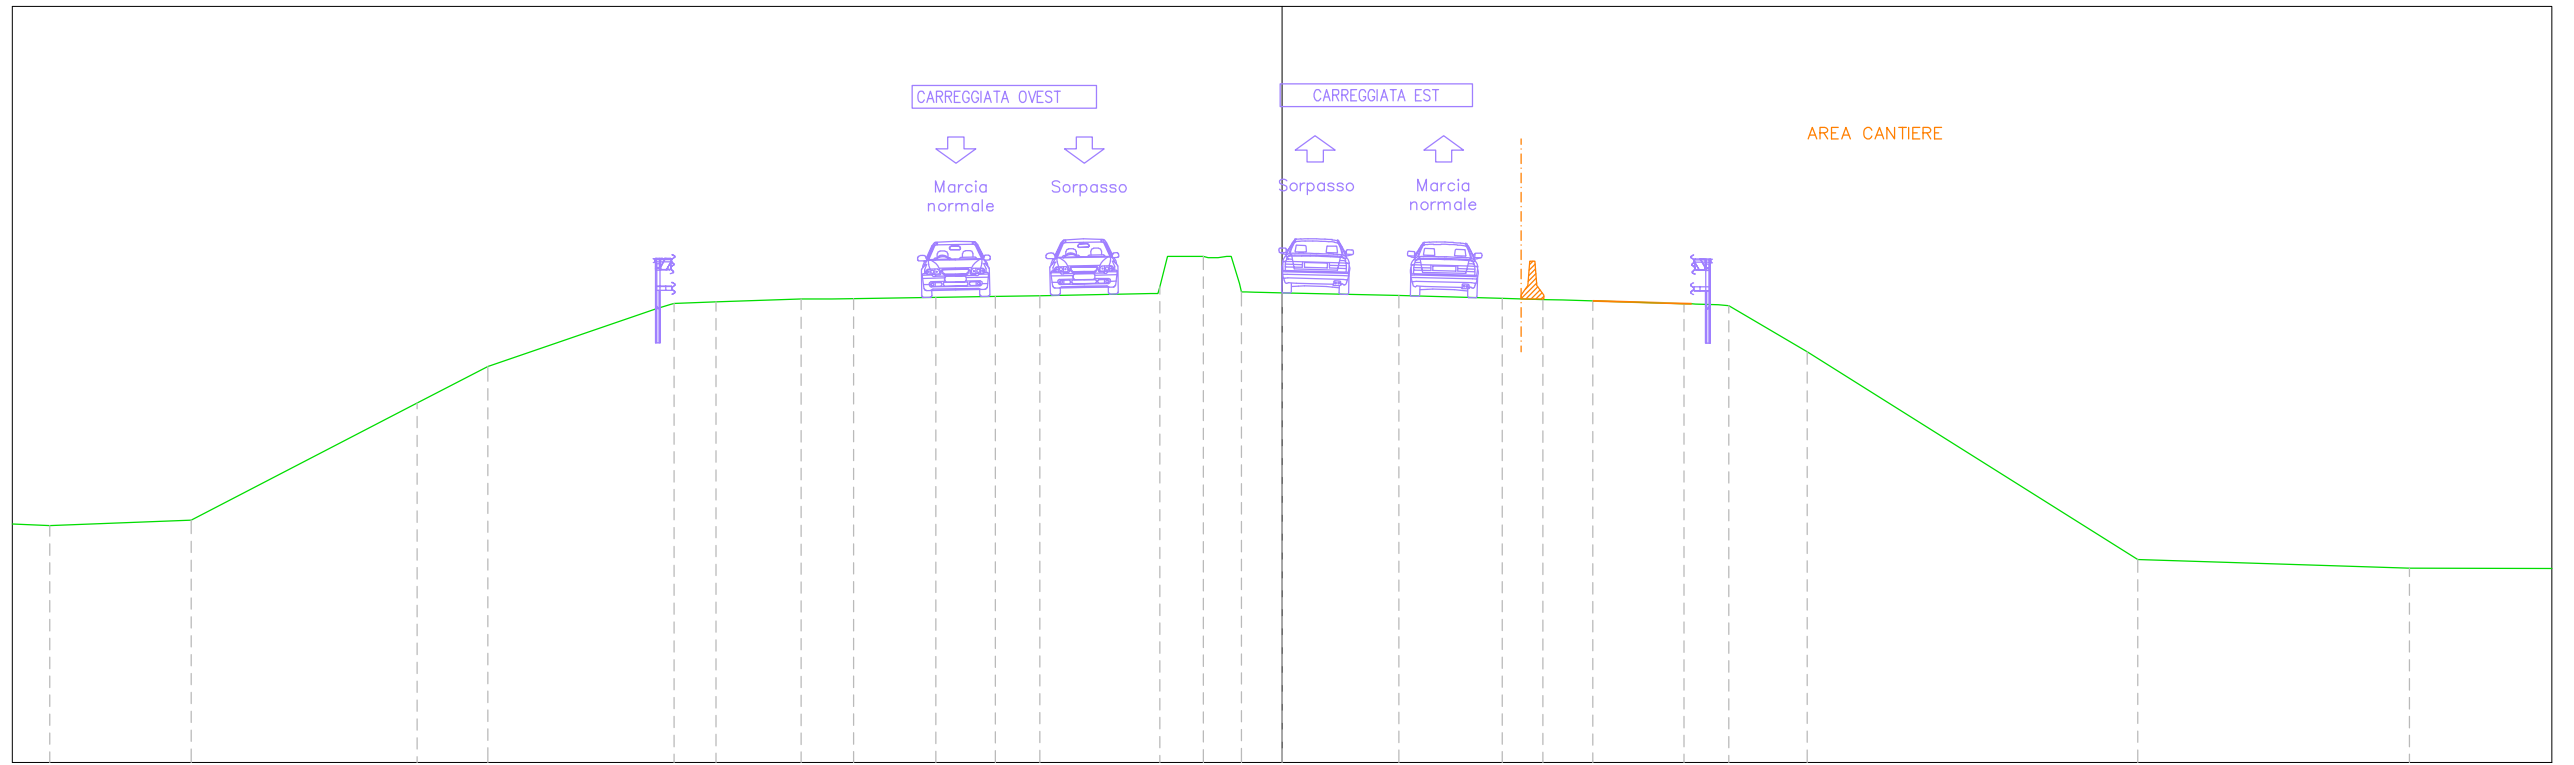 CARREGGIATA OVEST
CARREGGIATA EST
AREA CANTIERE
Marcia
normale
Sorpasso
Sorpasso
Marcia
normale